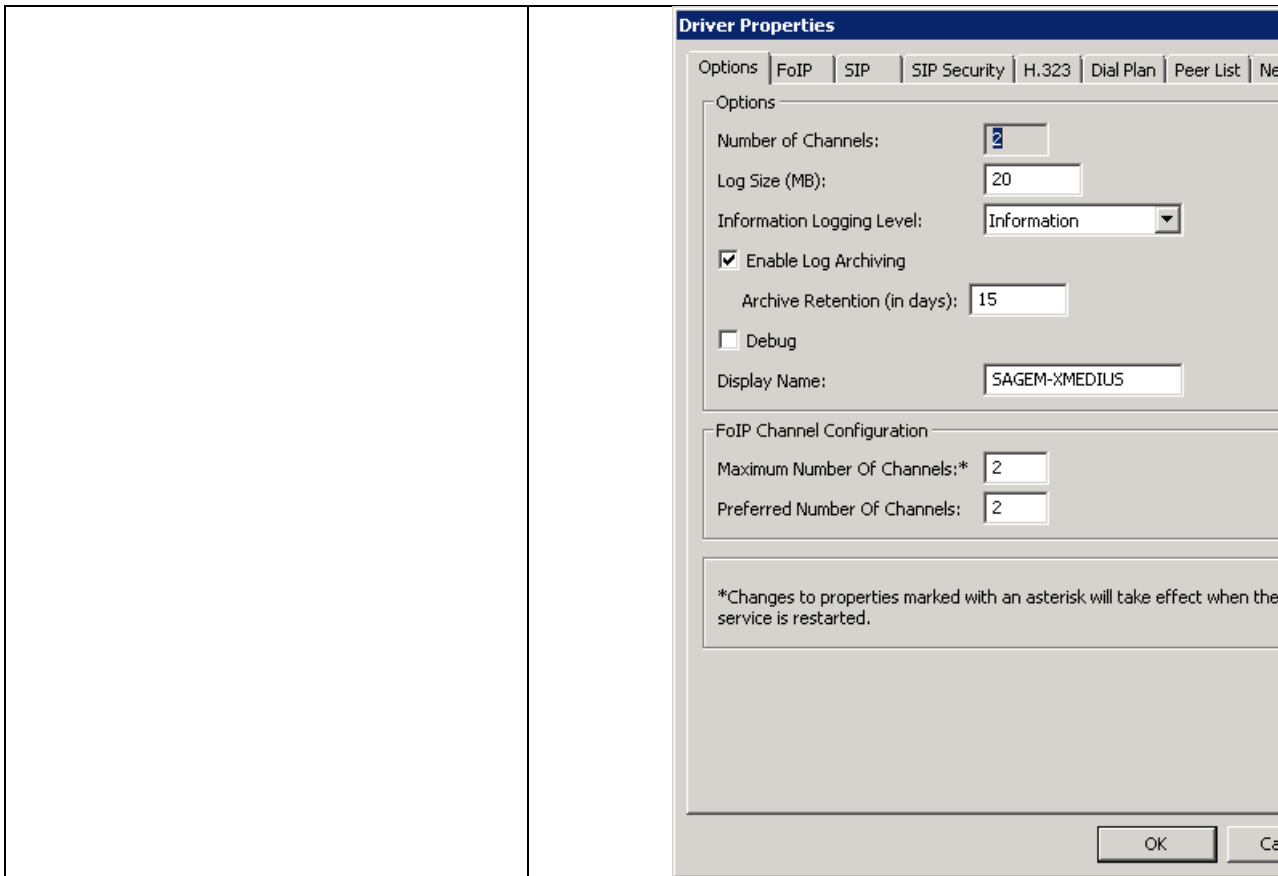 Driver Properties
Options FoIP SIP SIP Security H.323 Dial Plan Peer List Ne
Options
Number of Channels: 2
Log Size (MB): 20
Information Logging Level: Information
Enable Log Archiving
Archive Retention (in days): 15
Debug
Display Name: SAGEM-XMEDIUS
FoIP Channel Configuration
Maximum Number Of Channels:* 2
Preferred Number Of Channels: 2
*Changes to properties marked with an asterisk will take effect when the
service is restarted.
OK Ca